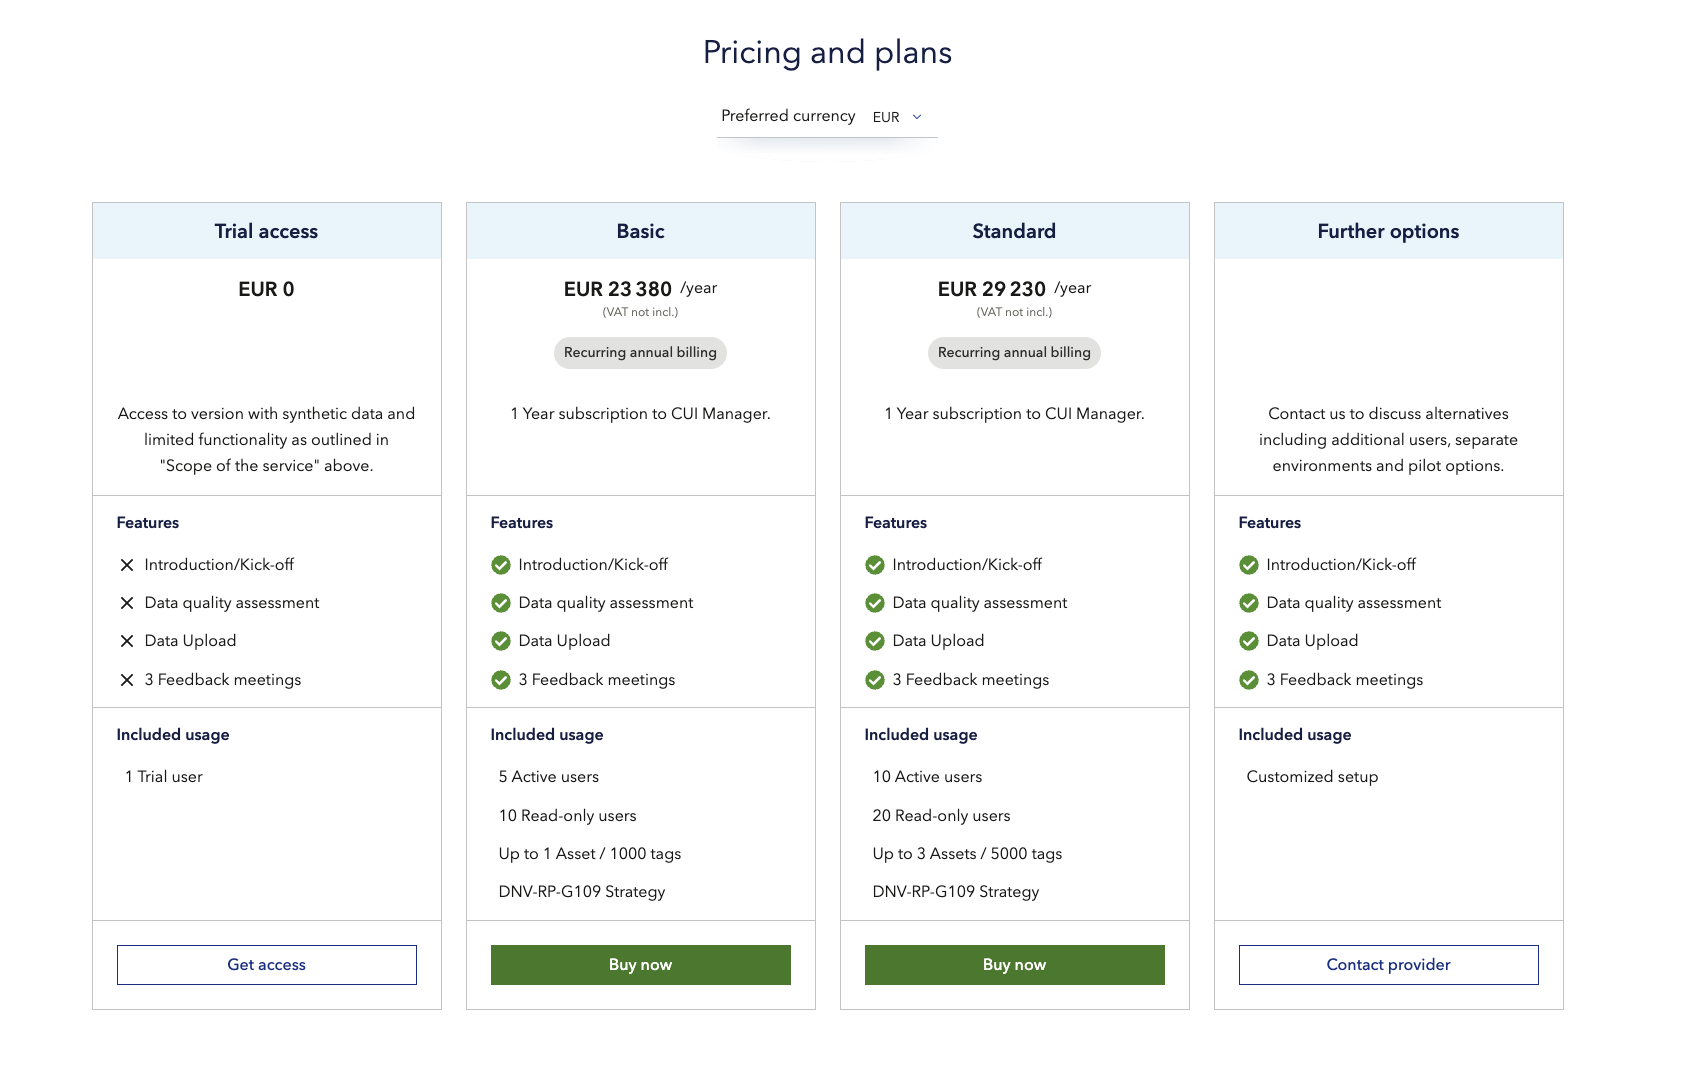 Pricing and plans
Preferred currency EUR
Trial access
EUR 0
Access to version with synthetic data and
limited functionality as outlined in
"Scope of the service" above.
Features
Introduction/Kick-off
Data quality assessment
Data Upload
3 Feedback meetings
Included usage
1 Trial user
Get access
Basic
EUR 23 380 /year
(VAT not incl.)
Recurring annual billing
1 Year subscription to CUI Manager.
Features
Introduction/Kick-off
Data quality assessment
Data Upload
3 Feedback meetings
Included usage
5 Active users
10 Read-only users
Up to 1 Asset / 1000 tags
DNV-RP-G109 Strategy
Buy now
Standard
EUR 29 230 /year
(VAT not incl.)
Recurring annual billing
1 Year subscription to CUI Manager.
Features
Introduction/Kick-off
Data quality assessment
Data Upload
3 Feedback meetings
Included usage
10 Active users
20 Read-only users
Up to 3 Assets / 5000 tags
DNV-RP-G109 Strategy
Buy now
Further options
Contact us to discuss alternatives
including additional users, separate
environments and pilot options.
Features
Introduction/Kick-off
Data quality assessment
Data Upload
3 Feedback meetings
Included usage
Customized setup
Contact provider